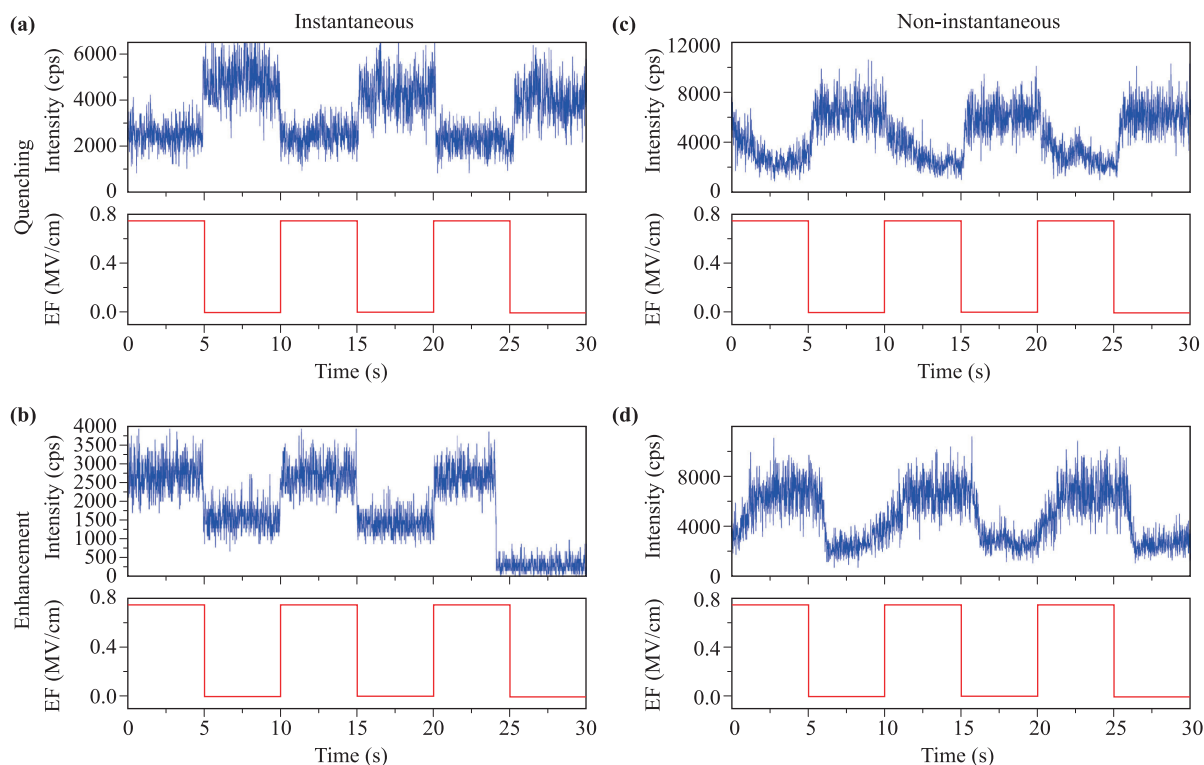 Instantaneous
Non-instantaneous
Quenching
(a)
Intensity (cps)
6000
4000
2000
0
EF (MV/cm)
0.8
0.4
0.0
0 5 10 15 20 25 30
Time (s)
(c)
Intensity (cps)
12000
8000
4000
0
EF (MV/cm)
0.8
0.4
0.0
0 5 10 15 20 25 30
Time (s)
Enhancement
(b)
Intensity (cps)
4000
3500
3000
2500
2000
1500
1000
500
0
EF (MV/cm)
0.8
0.4
0.0
0 5 10 15 20 25 30
Time (s)
(d)
Intensity (cps)
8000
4000
0
EF (MV/cm)
0.8
0.4
0.0
0 5 10 15 20 25 30
Time (s)